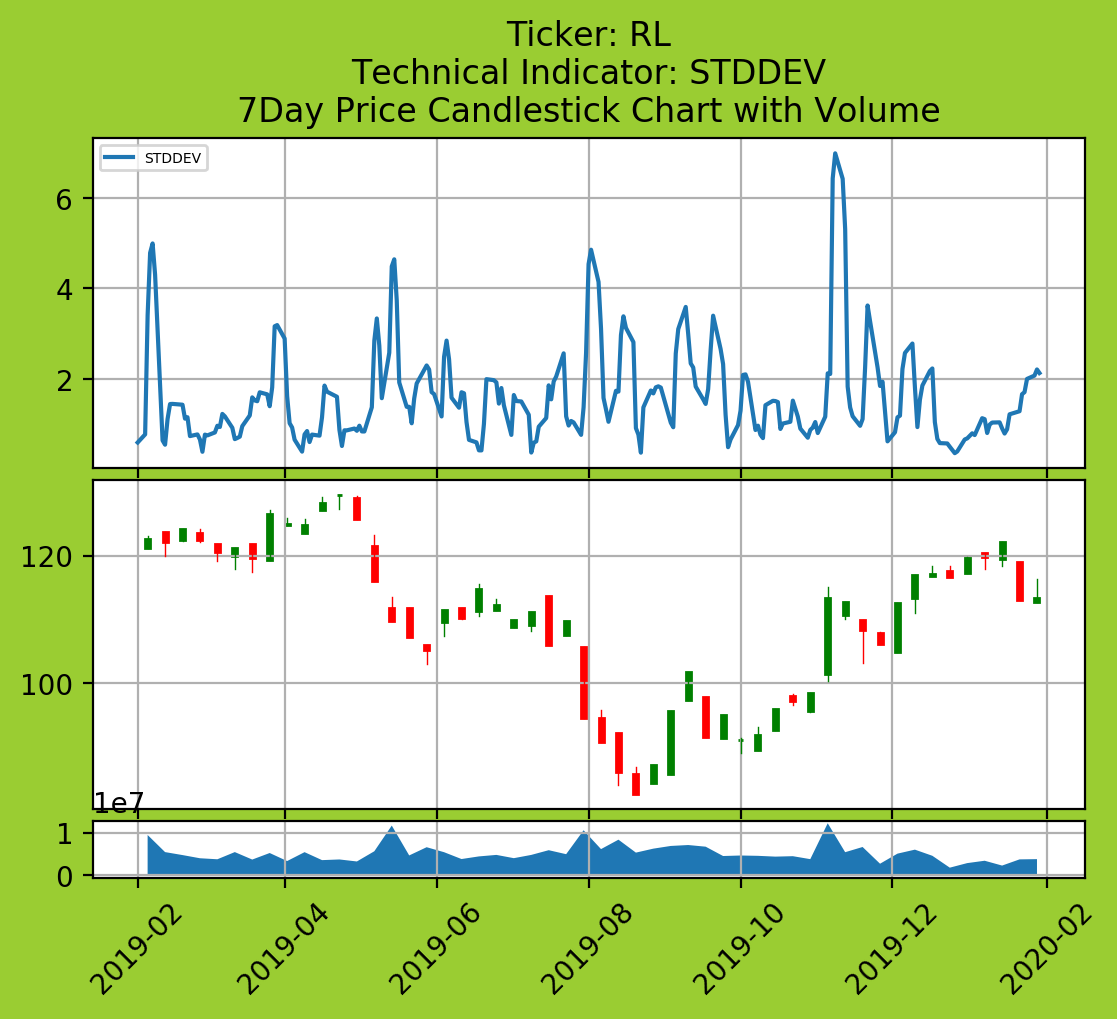 Ticker: RL
Technical Indicator: STDDEV
7Day Price Candlestick Chart with Volume
STDDEV
6
4
2
120
100
1e7
1
0
2019-02
2019-04
2019-06
2019-08
2019-10
2019-12
2020-02